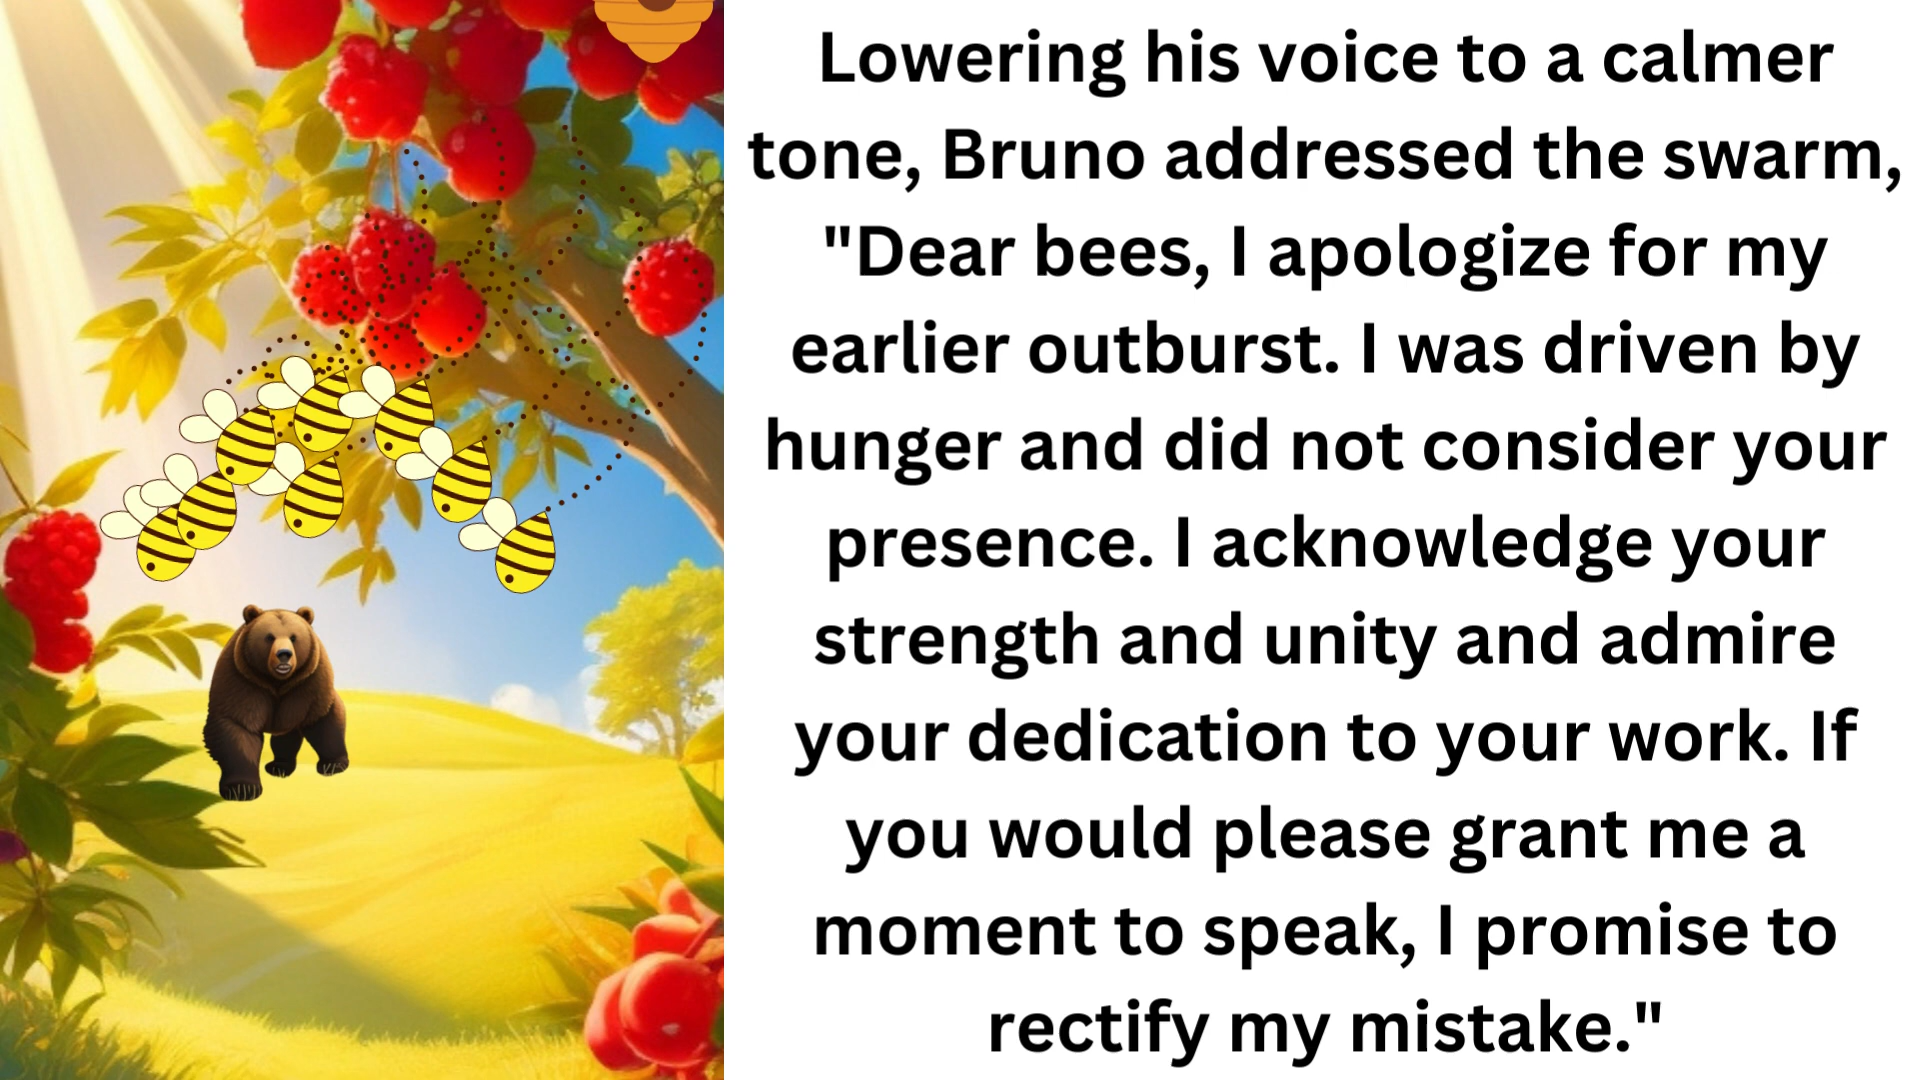 Lowering his voice to a calmer
tone, Bruno addressed the swarm,
"Dear bees, I apologize for my
earlier outburst. I was driven by
hunger and did not consider your
presence. I acknowledge your
strength and unity and admire
your dedication to your work. If
you would please grant me a
moment to speak, I promise to
rectify my mistake."